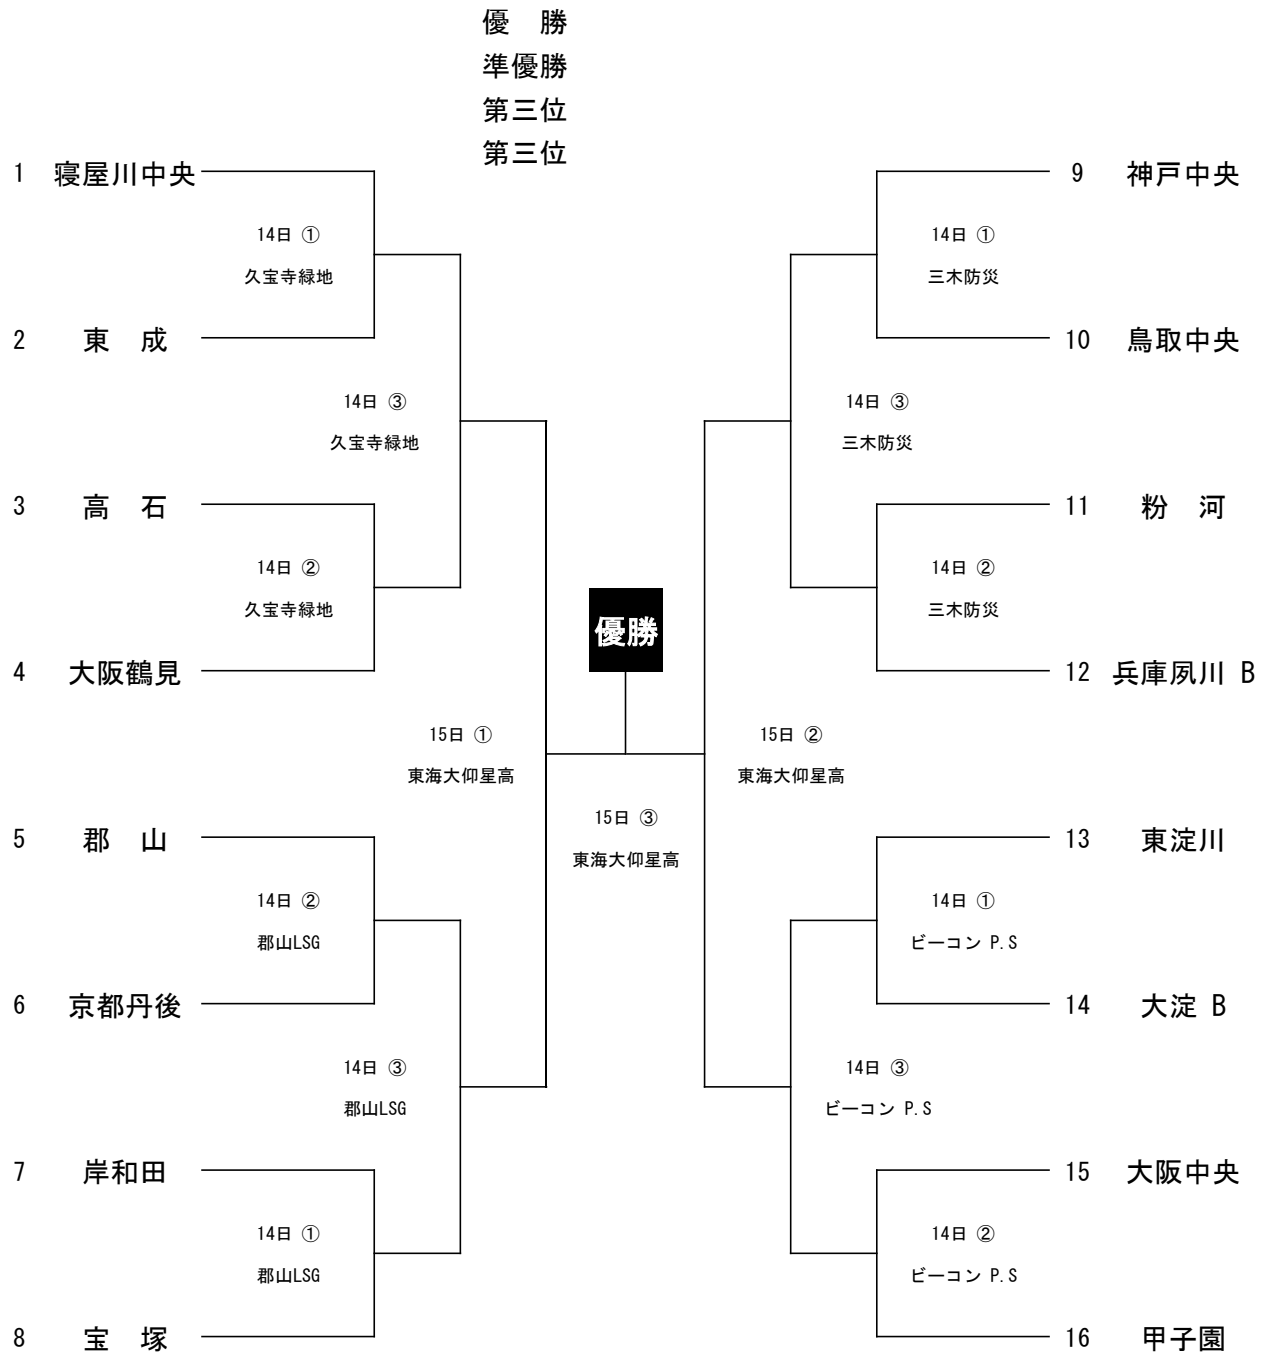 優　勝
準優勝
第三位
第三位
1 寝屋川中央
9 神戸中央
14日 ①
久宝寺緑地
14日 ①
三木防災
2 東　成
10 鳥取中央
14日 ③
久宝寺緑地
14日 ③
三木防災
3 高　石
11 粉　河
14日 ②
久宝寺緑地
14日 ②
三木防災
優勝
4 大阪鶴見
12 兵庫夙川 B
15日 ①
東海大仰星高
15日 ②
東海大仰星高
15日 ③
東海大仰星高
5 郡　山
13 東淀川
14日 ②
郡山LSG
14日 ①
ビーコン P.S
6 京都丹後
14 大淀 B
14日 ③
郡山LSG
14日 ③
ビーコン P.S
7 岸和田
15 大阪中央
14日 ①
郡山LSG
14日 ②
ビーコン P.S
8 宝　塚
16 甲子園